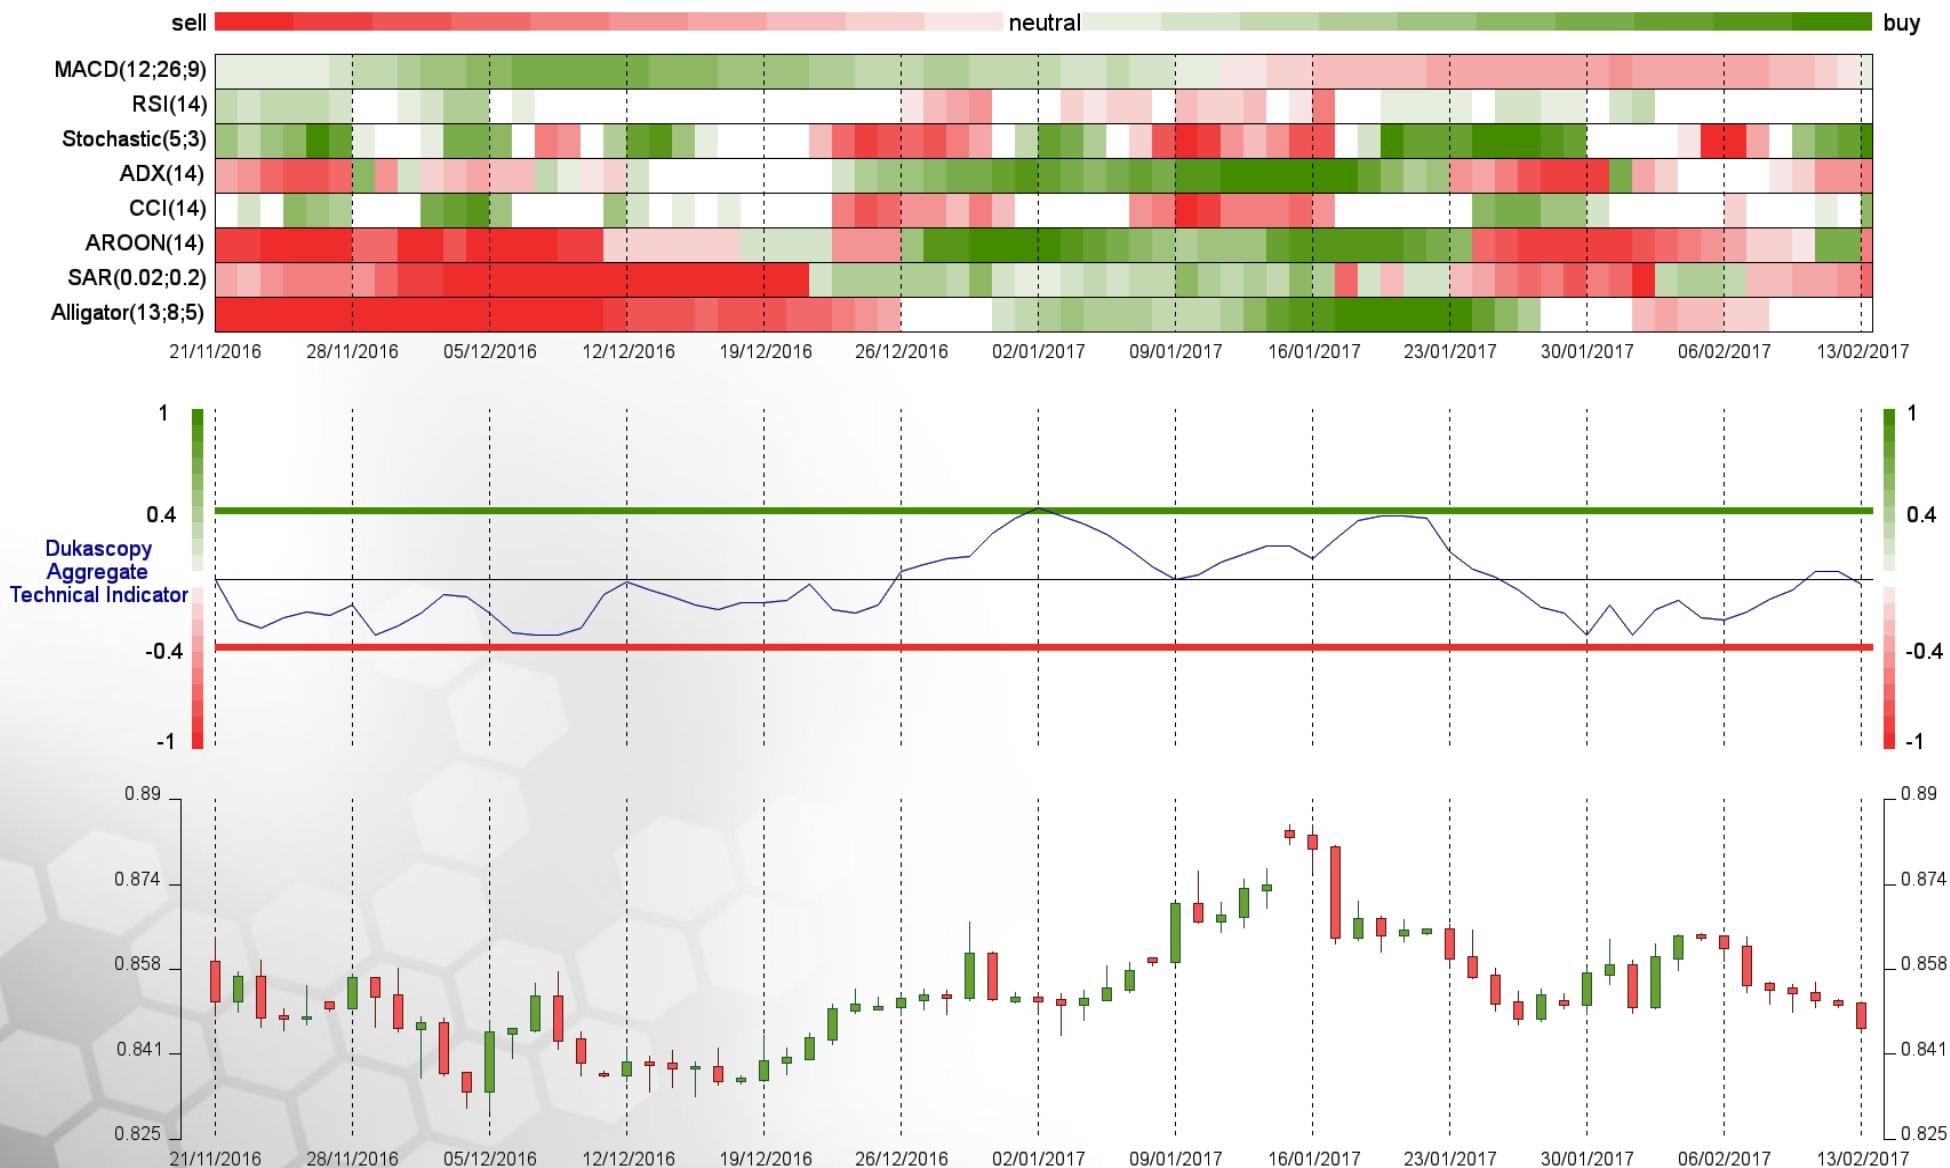 sell neutral buy
MACD(12;26;9)
RSI(14)
Stochastic(5;3)
ADX(14)
CCI(14)
AROON(14)
SAR(0.02;0.2)
Alligator(13;8;5)
21/11/2016 28/11/2016 05/12/2016 12/12/2016 19/12/2016 26/12/2016 02/01/2017 09/01/2017 16/01/2017 23/01/2017 30/01/2017 06/02/2017 13/02/2017
1 1
0.4 0.4
Dukascopy
Aggregate
Technical Indicator
-0.4 -0.4
-1 -1
0.89 0.89
0.874 0.874
0.858 0.858
0.841 0.841
0.825 0.825
21/11/2016 28/11/2016 05/12/2016 12/12/2016 19/12/2016 26/12/2016 02/01/2017 09/01/2017 16/01/2017 23/01/2017 30/01/2017 06/02/2017 13/02/2017